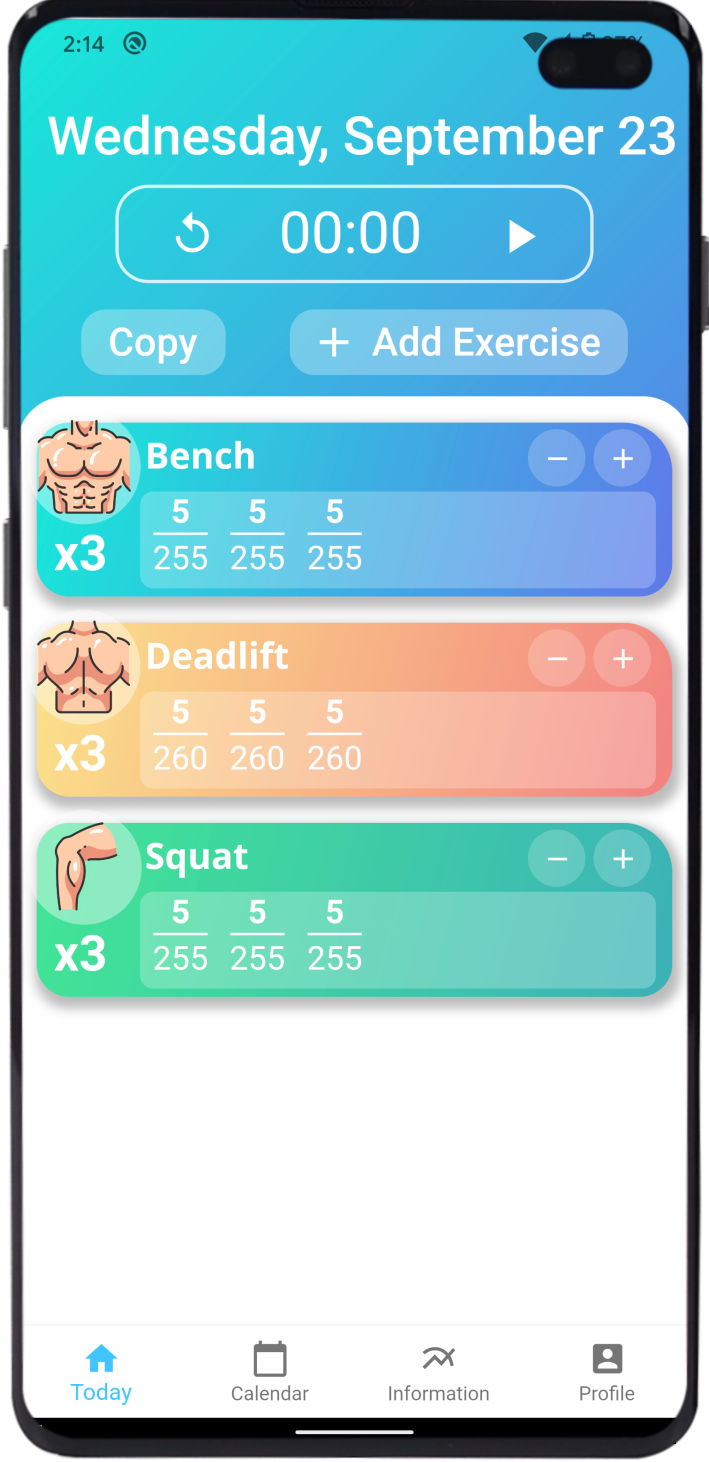 2:14
Wednesday, September 23
00:00
Copy
+ Add Exercise
Bench
− +
5 5 5
255 255 255
x3
Deadlift
− +
5 5 5
260 260 260
x3
Squat
− +
5 5 5
255 255 255
x3
Today Calendar Information Profile